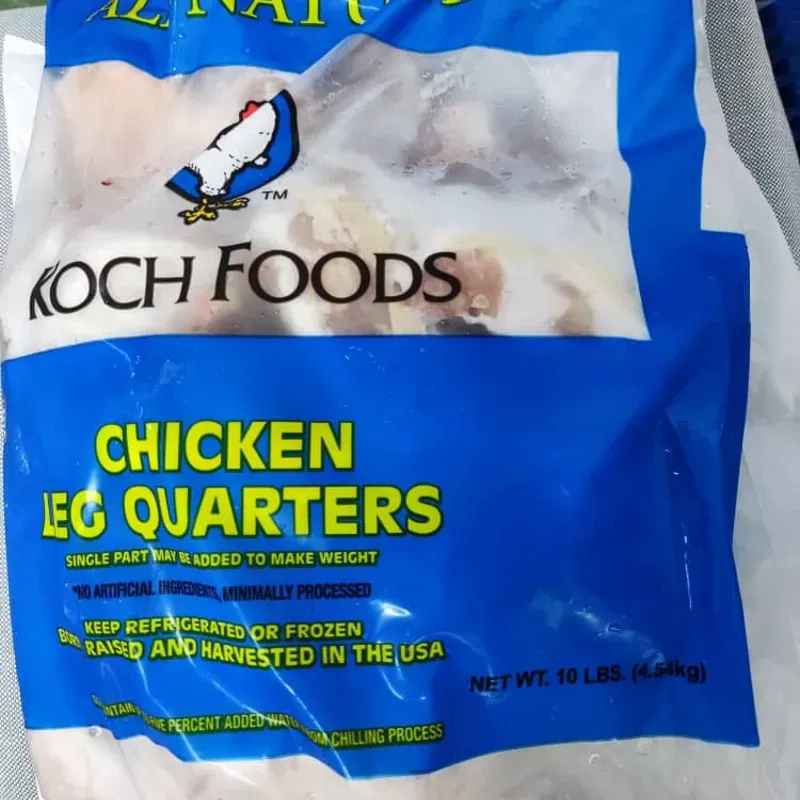 TM
KOCH FOODS
CHICKEN
LEG QUARTERS
SINGLE PART MAY BE ADDED TO MAKE WEIGHT
*NO ARTIFICIAL INGREDIENTS, MINIMALLY PROCESSED
KEEP REFRIGERATED OR FROZEN
RAISED AND HARVESTED IN THE USA
NET WT. 10 LBS. (4.54kg)
PERCENT ADDED CHILLING PROCESS